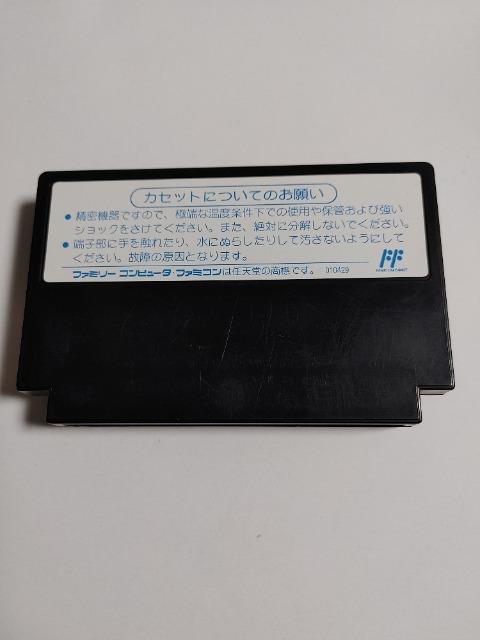 カセットについてのお願い
● 精密機器ですので、極端な温度条件下での使用や保管および強い
ショックをさけてください。また、絶対に分解しないでください。
● 端子部に手を触れたり、水にぬらしたりして汚さないようにして
ください。故障の原因となります。
ファミリーコンピュータ・ファミコンは任天堂の商標です。 010429